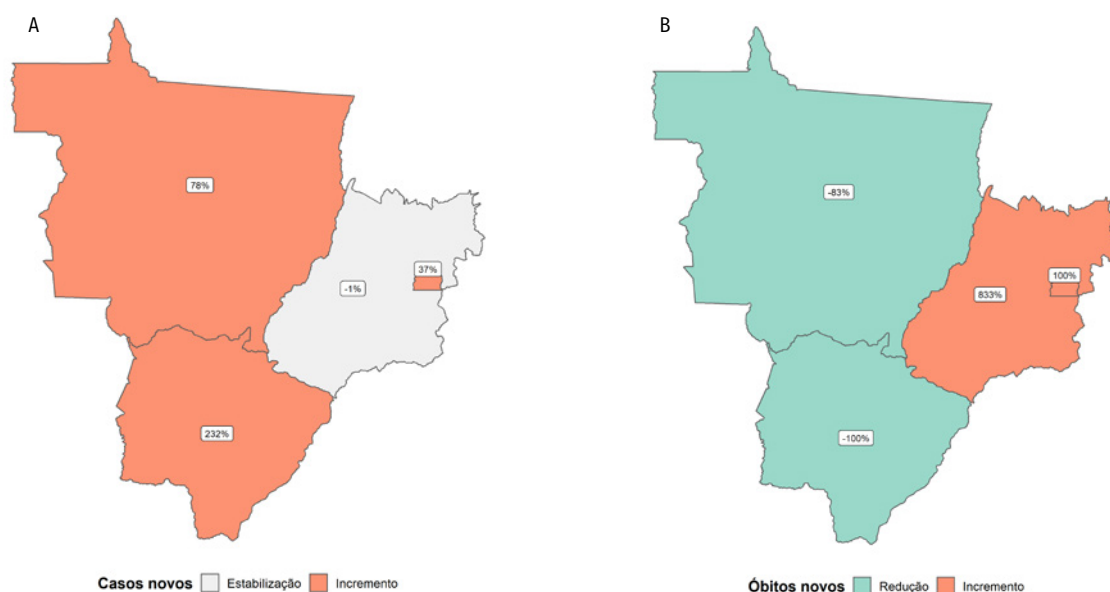 A
78%
37%
-1%
232%
Casos novos Estabilização Incremento
B
-83%
100%
833%
-100%
Óbitos novos Redução Incremento